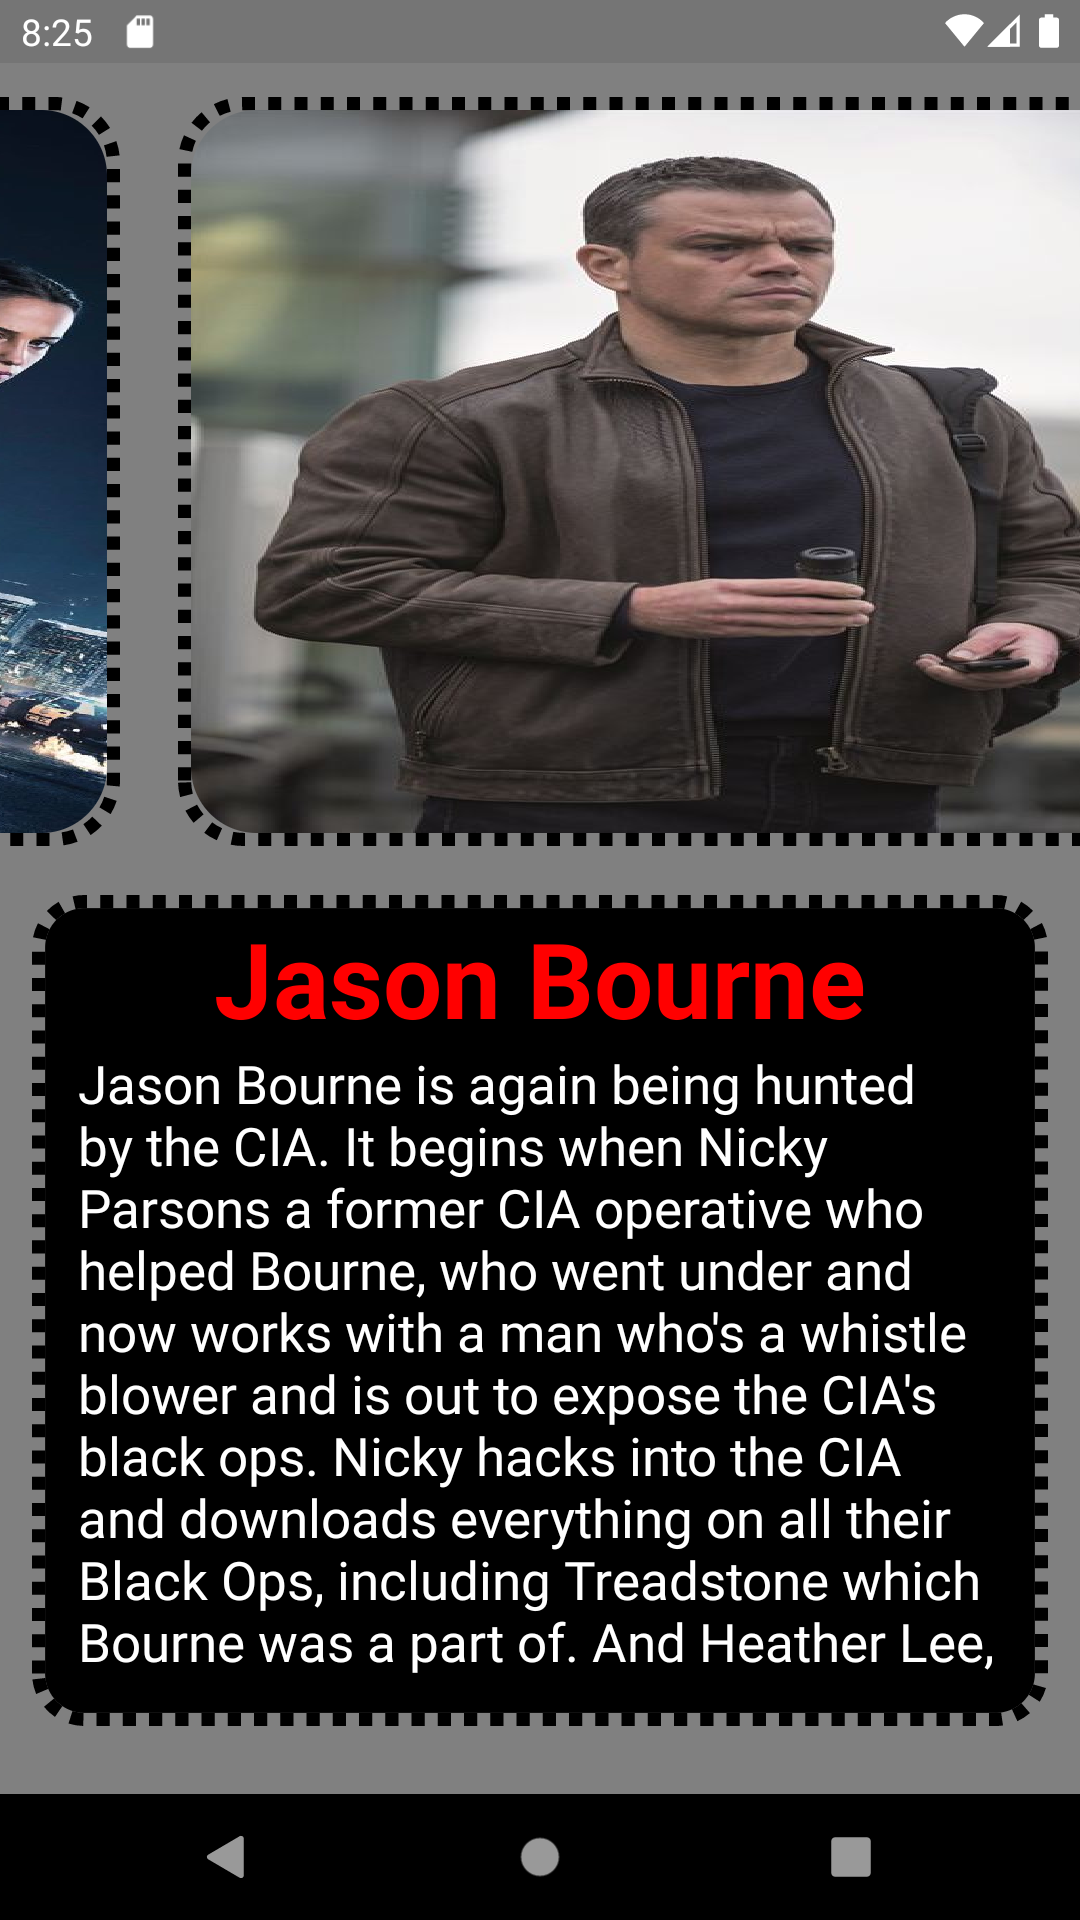 8:25
Jason Bourne
Jason Bourne is again being hunted
by the CIA. It begins when Nicky
Parsons a former CIA operative who
helped Bourne, who went under and
now works with a man who's a whistle
blower and is out to expose the CIA's
black ops. Nicky hacks into the CIA
and downloads everything on all their
Black Ops, including Treadstone which
Bourne was a part of. And Heather Lee,